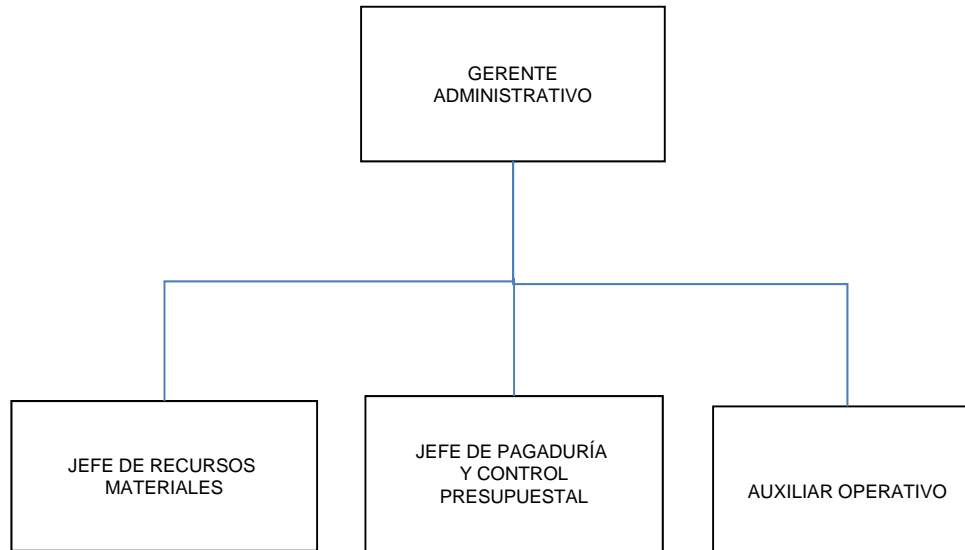 GERENTE
ADMINISTRATIVO
JEFE DE RECURSOS
MATERIALES
JEFE DE PAGADURÍA
Y CONTROL
PRESUPUESTAL
AUXILIAR OPERATIVO